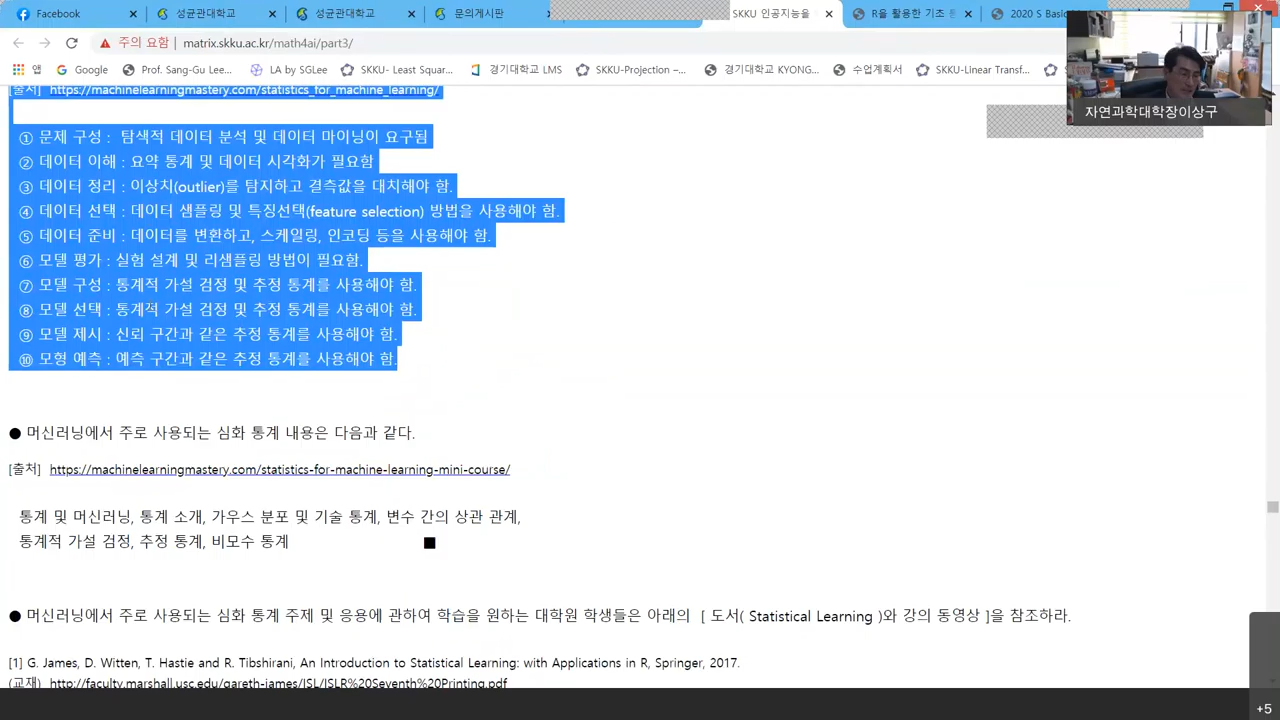 Facebook
성균관대학교
성균관대학교
문의게시판
SKKU 인공지능을
R을 활용한 기초
2020 S Basic
주의 요함 | matrix.skku.ac.kr/math4ai/part3/
앱 Google Prof. Sang-Gu Lee... LA by SGLee SKKU- Least Squar... 경기대학교 LMS SKKU-Projection –... 경기대학교 KYONG... 수업계획서 SKKU-Linear Transf...
자연과학대학장이상구
[출처] https://machinelearningmastery.com/statistics_for_machine_learning/
① 문제 구성 : 탐색적 데이터 분석 및 데이터 마이닝이 요구됨
② 데이터 이해 : 요약 통계 및 데이터 시각화가 필요함
③ 데이터 정리 : 이상치(outlier)를 탐지하고 결측값을 대치해야 함.
④ 데이터 선택 : 데이터 샘플링 및 특징선택(feature selection) 방법을 사용해야 함.
⑤ 데이터 준비 : 데이터를 변환하고, 스케일링, 인코딩 등을 사용해야 함.
⑥ 모델 평가 : 실험 설계 및 리샘플링 방법이 필요함.
⑦ 모델 구성 : 통계적 가설 검정 및 추정 통계를 사용해야 함.
⑧ 모델 선택 : 통계적 가설 검정 및 추정 통계를 사용해야 함.
⑨ 모델 제시 : 신뢰 구간과 같은 추정 통계를 사용해야 함.
⑩ 모형 예측 : 예측 구간과 같은 추정 통계를 사용해야 함.
● 머신러닝에서 주로 사용되는 심화 통계 내용은 다음과 같다.
[출처] https://machinelearningmastery.com/statistics-for-machine-learning-mini-course/
통계 및 머신러닝, 통계 소개, 가우스 분포 및 기술 통계, 변수 간의 상관 관계,
통계적 가설 검정, 추정 통계, 비모수 통계 ■
● 머신러닝에서 주로 사용되는 심화 통계 주제 및 응용에 관하여 학습을 원하는 대학원 학생들은 아래의 [ 도서( Statistical Learning )와 강의 동영상 ]을 참조하라.
[1] G. James, D. Witten, T. Hastie and R. Tibshirani, An Introduction to Statistical Learning: with Applications in R, Springer, 2017.
(교재) http://faculty.marshall.usc.edu/gareth-james/ISL/ISLR%20Seventh%20Printing.pdf
+5